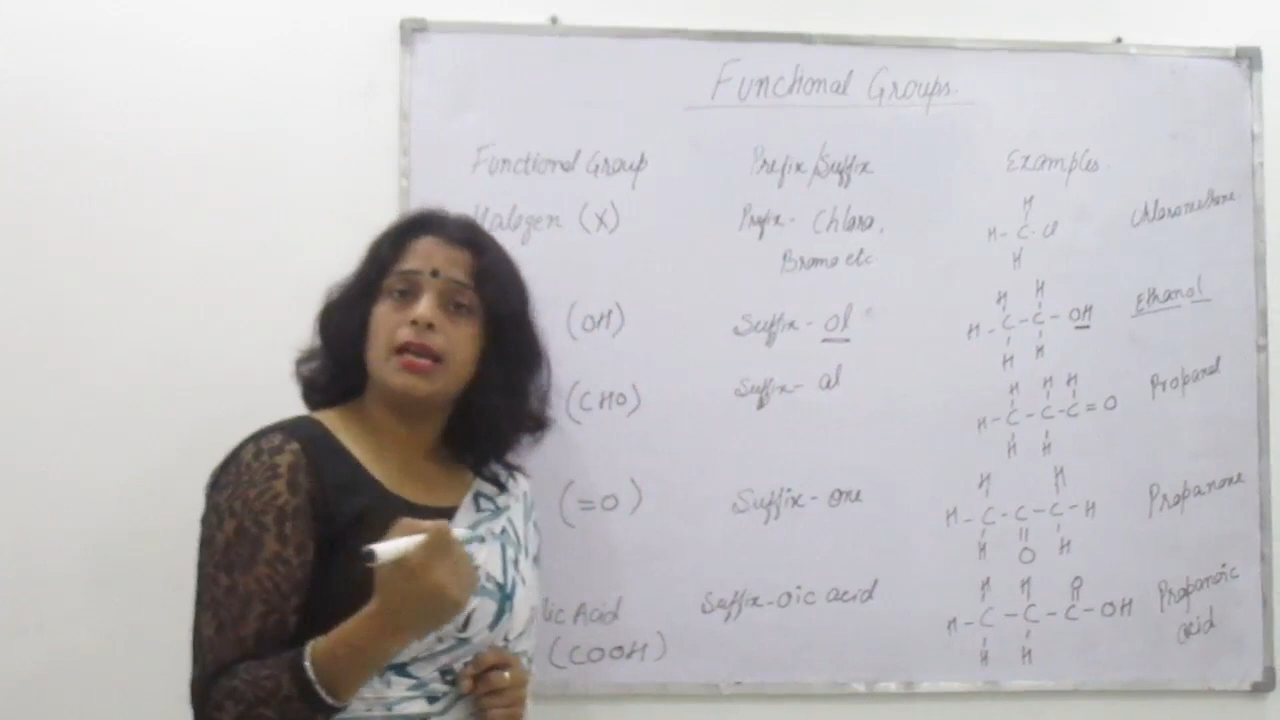 Functional Groups.
Functional Group Prefix/Suffix Examples
Halogen (X) Prefix- Chloro, Chloromethane
Bromo etc
H
H-C-Cl
H
(OH) Suffix- ol Ethanol
H H
H-C-C-OH
H H
(CHO) Suffix- al Propanal
H H H
H-C-C-C=O
H H
(=O) Suffix- one Propanone
H H
H-C-C-C-H
H O H
lic Acid Suffix-oic acid Propanoic
(COOH) acid
H H O
H-C-C-C-OH
H H